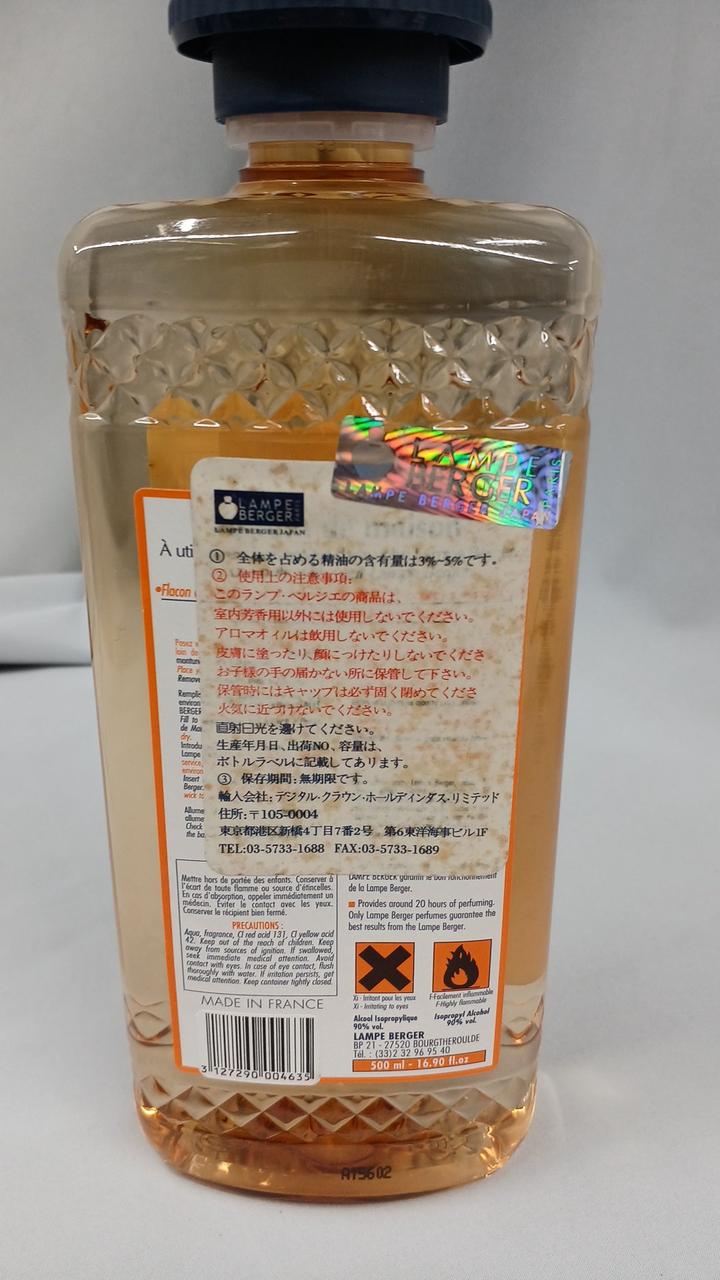 LAMPE
BERGER
PARIS
LAMPE BERGER JAPAN
LAMPE
BERGER
LAMPE BERGER JAPAN
① 全体を占める精油の含有量は3%~5%です。
② 使用上の注意事項:
このランプ・ベルジエの商品は、
室内芳香用以外には使用しないでください。
アロマオイルは飲用しないでください。
皮膚に塗ったり、顔につけたりしないでくださ
お子様の手の届かない所に保管して下さい。
保管時にはキャップは必ず固く閉めてくださ
火気に近づけないでください。
直射日光を避けてください。
生産年月日、出荷NO、容量は、
ボトルラベルに記載してあります。
③ 保存期間:無期限です。
輸入会社:デジタル・クラウン・ホールディングス・リミテッド
住所:〒105-0004
東京都港区新橋4丁目7番2号 第6東洋海事ビル1F
TEL:03-5733-1688 FAX:03-5733-1689
À uti
•Flacon
Mettre hors de portée des enfants. Conserver à
l'écart de toute flamme ou source d'étincelles.
En cas d'absorption, appeler immédiatement un
médecin. Éviter le contact avec les yeux.
Conserver le récipient bien fermé.
PRECAUTIONS :
Aqua, fragrance, CI red acid 131, CI yellow acid
42. Keep out of the reach of children. Keep
away from sources of ignition. If swallowed,
seek immediate medical attention. Avoid
contact with eyes. In case of eye contact, flush
thoroughly with water. If irritation persists, get
medical attention. Keep container tightly closed.
MADE IN FRANCE
3 127290 004635
LAMPE BERGER garantit le bon fonctionnement
de la Lampe Berger.
Provides around 20 hours of perfuming.
Only Lampe Berger perfumes guarantee the
best results from the Lampe Berger.
Xi - Irritant pour les yeux
Xi - Irritating to eyes
F-Facilement inflammable
F-Highly flammable
Alcool Isopropylique
90% vol.
Isopropyl Alcohol
90% vol.
LAMPE BERGER
BP 21 - 27520 BOURGTHEROULDE
Tél. : (33)2 32 96 95 40
500 ml - 16.90 fl.oz
A15602